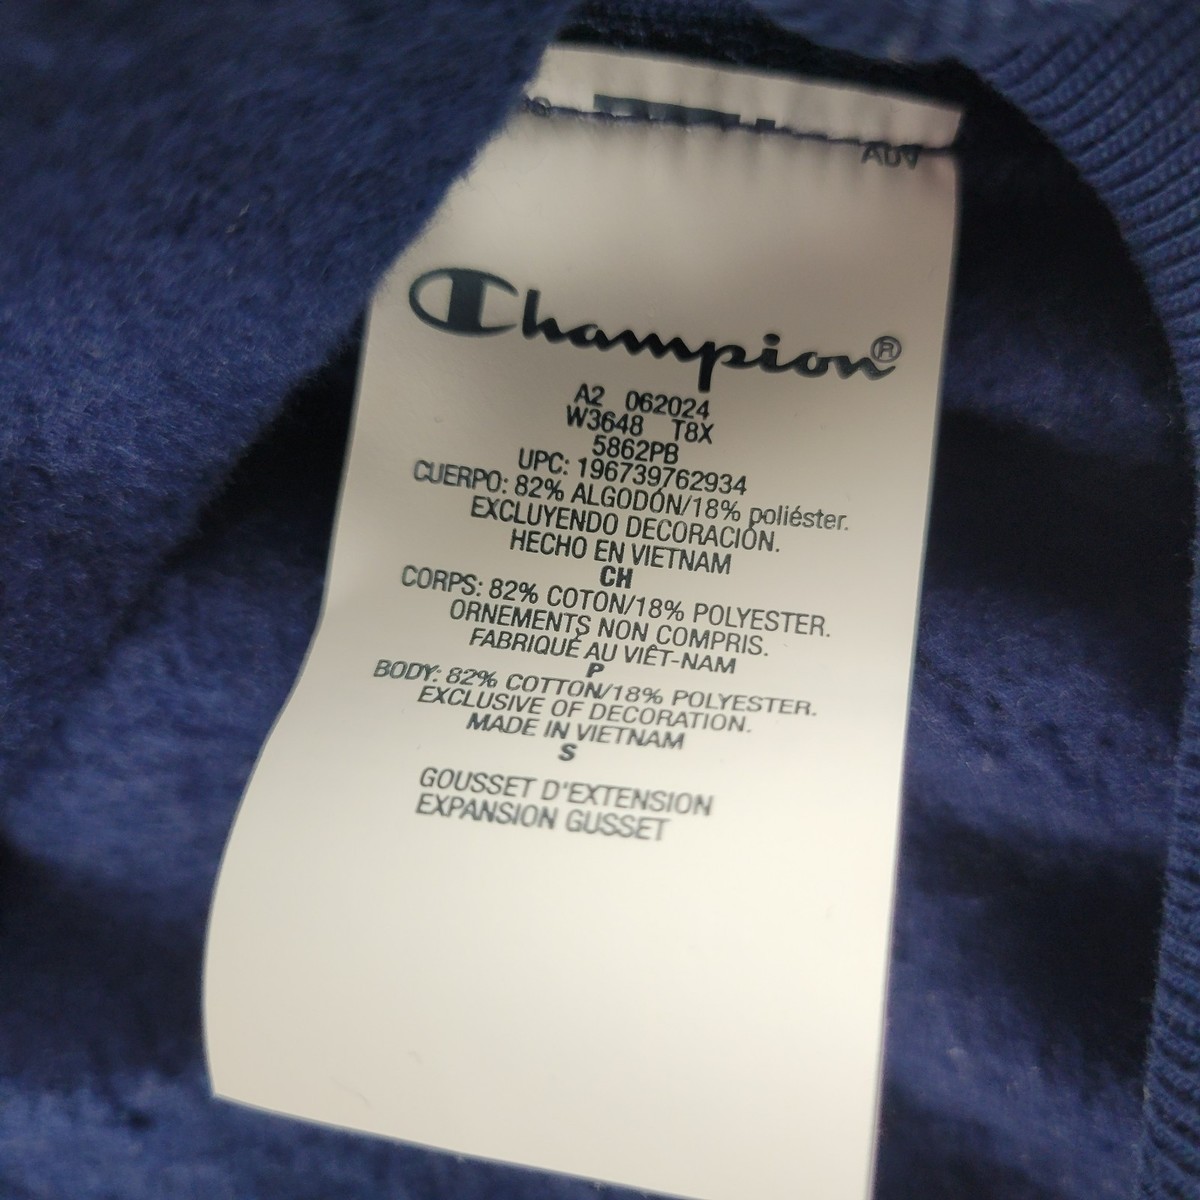 Champion®
A2 062024
W3648 T8X
5862PB
UPC: 196739762934
CUERPO: 82% ALGODÓN/18% poliéster.
EXCLUYENDO DECORACIÓN.
HECHO EN VIETNAM
CH
CORPS: 82% COTON/18% POLYESTER.
ORNEMENTS NON COMPRIS.
FABRIQUÉ AU VIÊT-NAM
P
BODY: 82% COTTON/18% POLYESTER.
EXCLUSIVE OF DECORATION.
MADE IN VIETNAM
S
GOUSSET D'EXTENSION
EXPANSION GUSSET